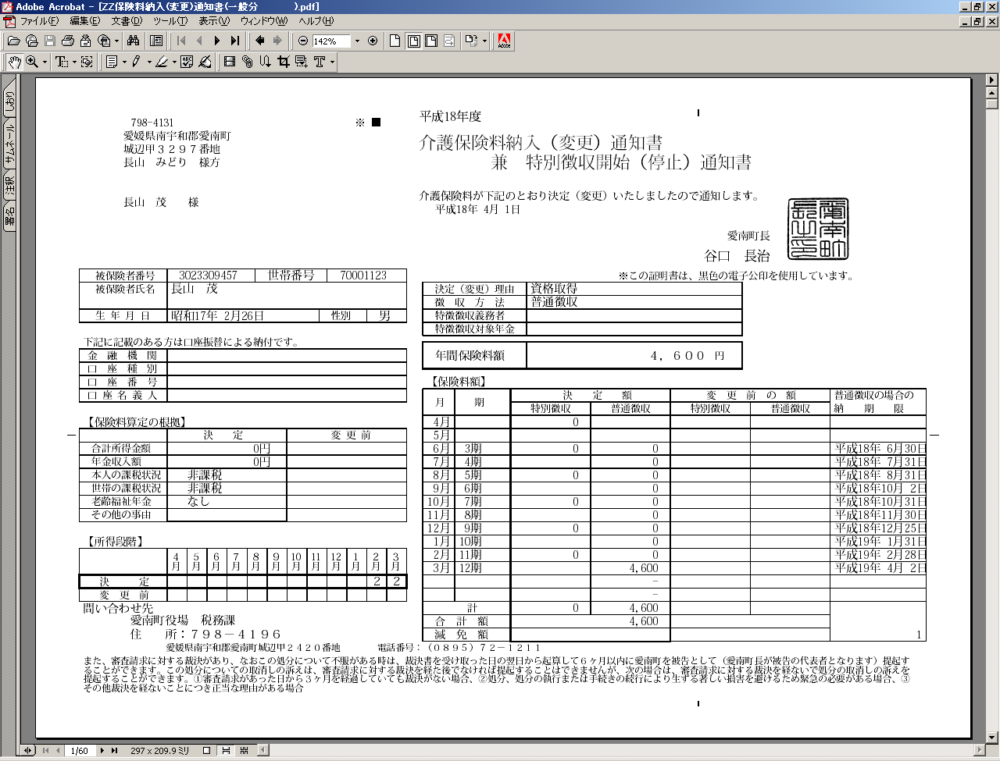 Adobe Acrobat - [ZZ保険料納入(変更)通知書(一般分　　　　).pdf]
ファイル(F) 編集(E) 文書(D) ツール(T) 表示(V) ウィンドウ(W) ヘルプ(H)
142%
Adobe
しおり
サムネール
注釈
署名
798-4131
愛媛県南宇和郡愛南町
城辺甲３２９７番地
長山　みどり　様方
長山　茂　　様
※ ■
平成18年度
介護保険料納入（変更）通知書
兼　特別徴収開始（停止）通知書
介護保険料が下記のとおり決定（変更）いたしましたので通知します。
平成18年 4月 1日
愛南町長
谷口　長治
※この証明書は、黒色の電子公印を使用しています。
被保険者番号 3023309457 世帯番号 70001123
被保険者氏名 長山　茂
生 年 月 日 昭和17年 2月26日 性別 男
下記に記載のある方は口座振替による納付です。
金 融 機 関
口 座 種 別
口 座 番 号
口 座 名 義 人
【保険料算定の根拠】
決　定 変 更 前
合計所得金額 0円
年金収入額 0円
本人の課税状況 非課税
世帯の課税状況 非課税
老齢福祉年金 なし
その他の事由
【所得段階】
4月 5月 6月 7月 8月 9月 10月 11月 12月 1月 2月 3月
決　定 2 2
変 更 前
決定（変更）理由 資格取得
徴 収 方 法 普通徴収
特徴徴収義務者
特徴徴収対象年金
年間保険料額 ４，６００ 円
【保険料額】
月 期 決 定 額 変 更 前 の 額 普通徴収の場合の
特別徴収 普通徴収 特別徴収 普通徴収 納 期 限
4月 0
5月
6月 3期 0 0 平成18年 6月30日
7月 4期 0 平成18年 7月31日
8月 5期 0 0 平成18年 8月31日
9月 6期 0 平成18年10月 2日
10月 7期 0 0 平成18年10月31日
11月 8期 0 平成18年11月30日
12月 9期 0 0 平成18年12月25日
1月 10期 0 平成19年 1月31日
2月 11期 0 0 平成19年 2月28日
3月 12期 4,600 平成19年 4月 2日
－
－
計 0 4,600
合 計 額 4,600
減 免 額 1
問い合わせ先
愛南町役場　税務課
住　　所：７９８－４１９６
愛媛県南宇和郡愛南町城辺甲２４２０番地　　　電話番号：（０８９５）７２－１２１１
また、審査請求に対する裁決があり、なおこの処分について不服がある時は、裁決書を受け取った日の翌日から起算して６ヶ月以内に愛南町を被告として（愛南町長が被告の代表者となります）提起す
ることができます。この処分についての取消しの訴えは、審査請求に対する裁決を経た後でなければ提起することはできませんが、次の場合は、審査請求に対する裁決を経ないで処分の取消しの訴えを
提起することができます。①審査請求があった日から３ヶ月を経過していても裁決がない場合、②処分、処分の執行または手続きの続行により生ずる著しい損害を避けるため緊急の必要がある場合、③
その他裁決を経ないことにつき正当な理由がある場合
1/60 297 x 209.9 ミリ